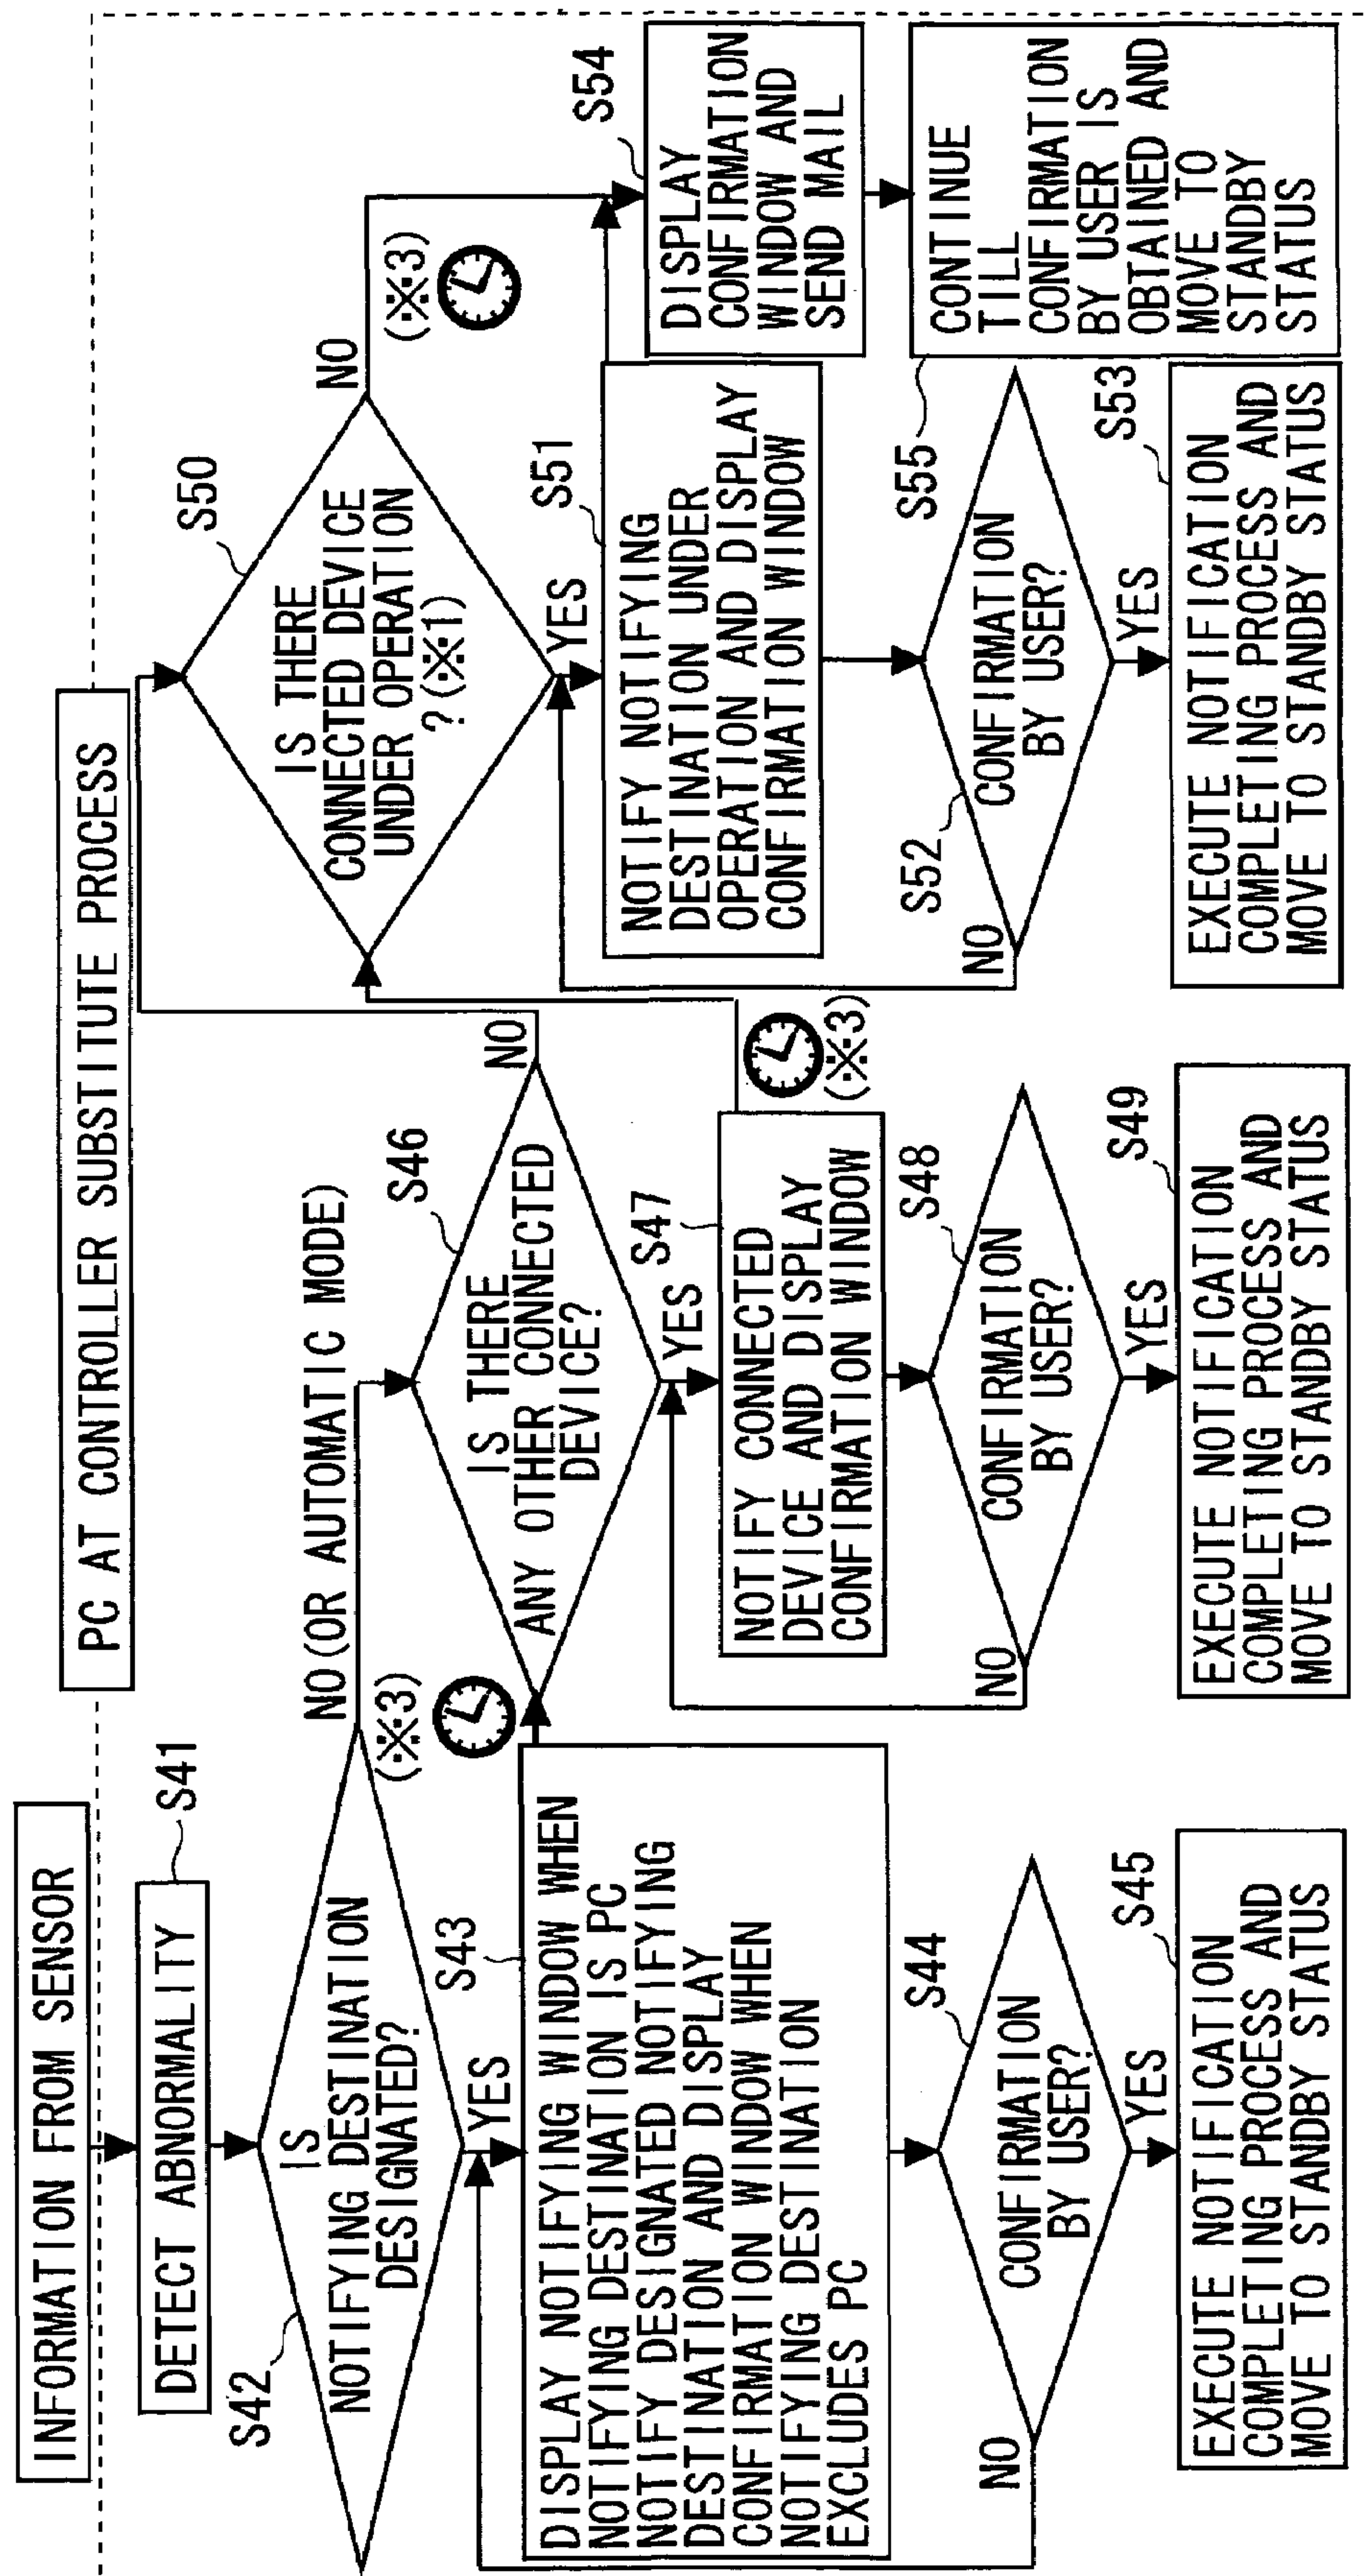 INFORMATION FROM SENSOR
PC AT CONTROLLER SUBSTITUTE PROCESS
DETECT ABNORMALITY
S41
S42
IS
NOTIFYING DESTINATION
DESIGNATED?
NO(OR AUTOMATIC MODE)
(※3)
YES
S43
DISPLAY NOTIFYING WINDOW WHEN
NOTIFYING DESTINATION IS PC
NOTIFY DESIGNATED NOTIFYING
DESTINATION AND DISPLAY
CONFIRMATION WINDOW WHEN
NOTIFYING DESTINATION
EXCLUDES PC
S44
CONFIRMATION
BY USER?
NO
YES
S45
EXECUTE NOTIFICATION
COMPLETING PROCESS AND
MOVE TO STANDBY STATUS
S46
IS THERE
ANY OTHER CONNECTED
DEVICE?
NO
YES
S47
NOTIFY CONNECTED
DEVICE AND DISPLAY
CONFIRMATION WINDOW
(※3)
S48
CONFIRMATION
BY USER?
NO
YES
S49
EXECUTE NOTIFICATION
COMPLETING PROCESS AND
MOVE TO STANDBY STATUS
S50
IS THERE
CONNECTED DEVICE
UNDER OPERATION
?(※1)
NO
(※3)
YES
S51
NOTIFY NOTIFYING
DESTINATION UNDER
OPERATION AND DISPLAY
CONFIRMATION WINDOW
S52
CONFIRMATION
BY USER?
NO
YES
S53
EXECUTE NOTIFICATION
COMPLETING PROCESS AND
MOVE TO STANDBY STATUS
S54
DISPLAY
CONFIRMATION
WINDOW AND
SEND MAIL
S55
CONTINUE
TILL
CONFIRMATION
BY USER IS
OBTAINED AND
MOVE TO
STANDBY
STATUS